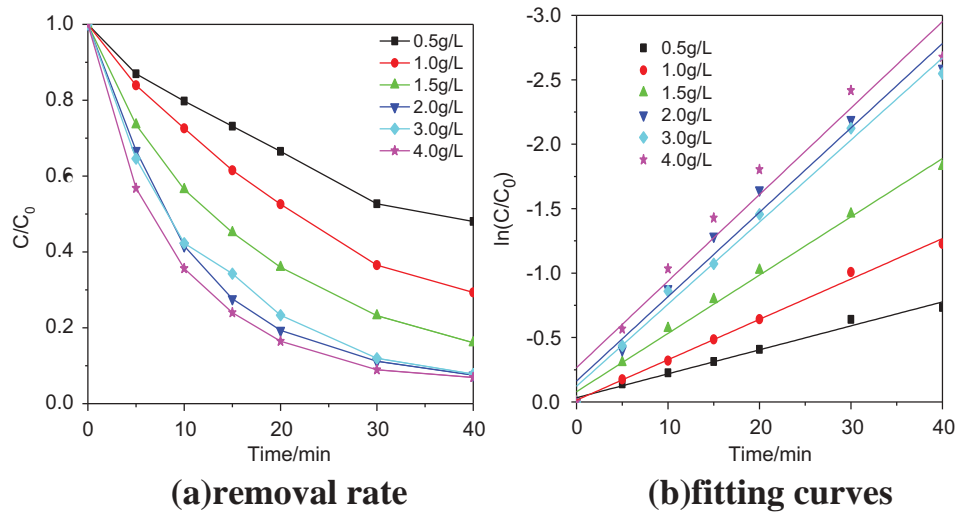 1.0
0.8
0.6
0.4
0.2
0.0
C/C0
0.5g/L
1.0g/L
1.5g/L
2.0g/L
3.0g/L
4.0g/L
0 10 20 30 40
Time/min
(a)removal rate
-3.0
-2.5
-2.0
-1.5
-1.0
-0.5
-0.0
ln(C/C0)
0.5g/L
1.0g/L
1.5g/L
2.0g/L
3.0g/L
4.0g/L
0 10 20 30 40
Time/min
(b)fitting curves